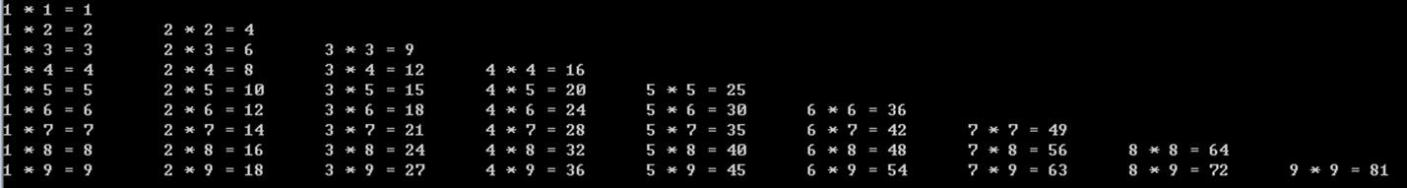 1 * 1 = 1
1 * 2 = 2 2 * 2 = 4
1 * 3 = 3 2 * 3 = 6 3 * 3 = 9
1 * 4 = 4 2 * 4 = 8 3 * 4 = 12 4 * 4 = 16
1 * 5 = 5 2 * 5 = 10 3 * 5 = 15 4 * 5 = 20 5 * 5 = 25
1 * 6 = 6 2 * 6 = 12 3 * 6 = 18 4 * 6 = 24 5 * 6 = 30 6 * 6 = 36
1 * 7 = 7 2 * 7 = 14 3 * 7 = 21 4 * 7 = 28 5 * 7 = 35 6 * 7 = 42 7 * 7 = 49
1 * 8 = 8 2 * 8 = 16 3 * 8 = 24 4 * 8 = 32 5 * 8 = 40 6 * 8 = 48 7 * 8 = 56 8 * 8 = 64
1 * 9 = 9 2 * 9 = 18 3 * 9 = 27 4 * 9 = 36 5 * 9 = 45 6 * 9 = 54 7 * 9 = 63 8 * 9 = 72 9 * 9 = 81